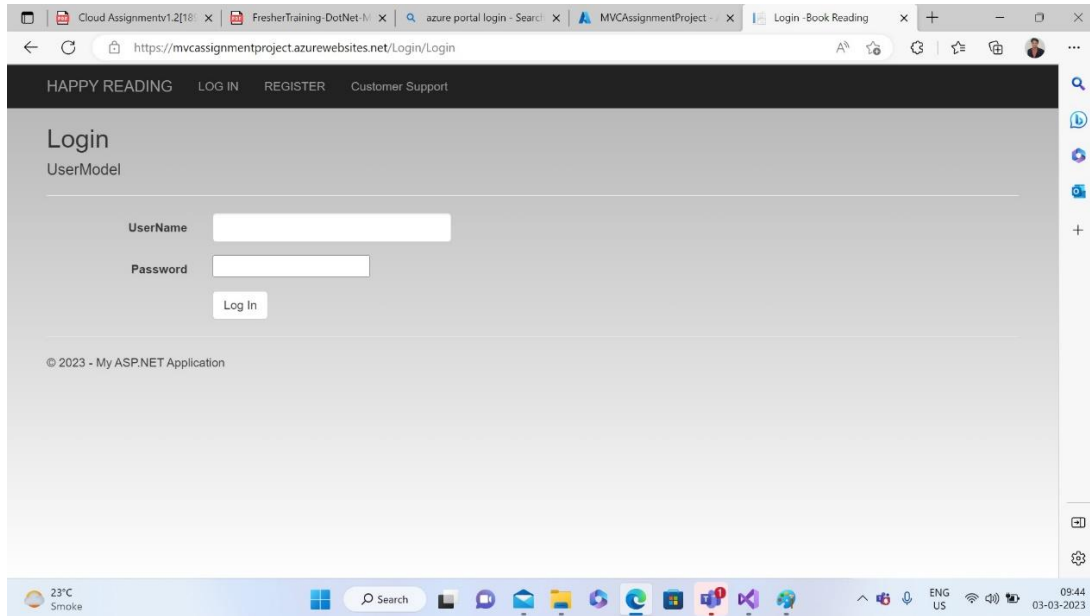 Cloud Assignmentv1.2[18
FresherTraining-DotNet-M
azure portal login - Search
MVCAssignmentProject -
Login -Book Reading
https://mvcassignmentproject.azurewebsites.net/Login/Login
HAPPY READING LOG IN REGISTER Customer Support
Login
UserModel
UserName
Password
Log In
© 2023 - My ASP.NET Application
23°C
Smoke
Search
ENG
US
09:44
03-03-2023